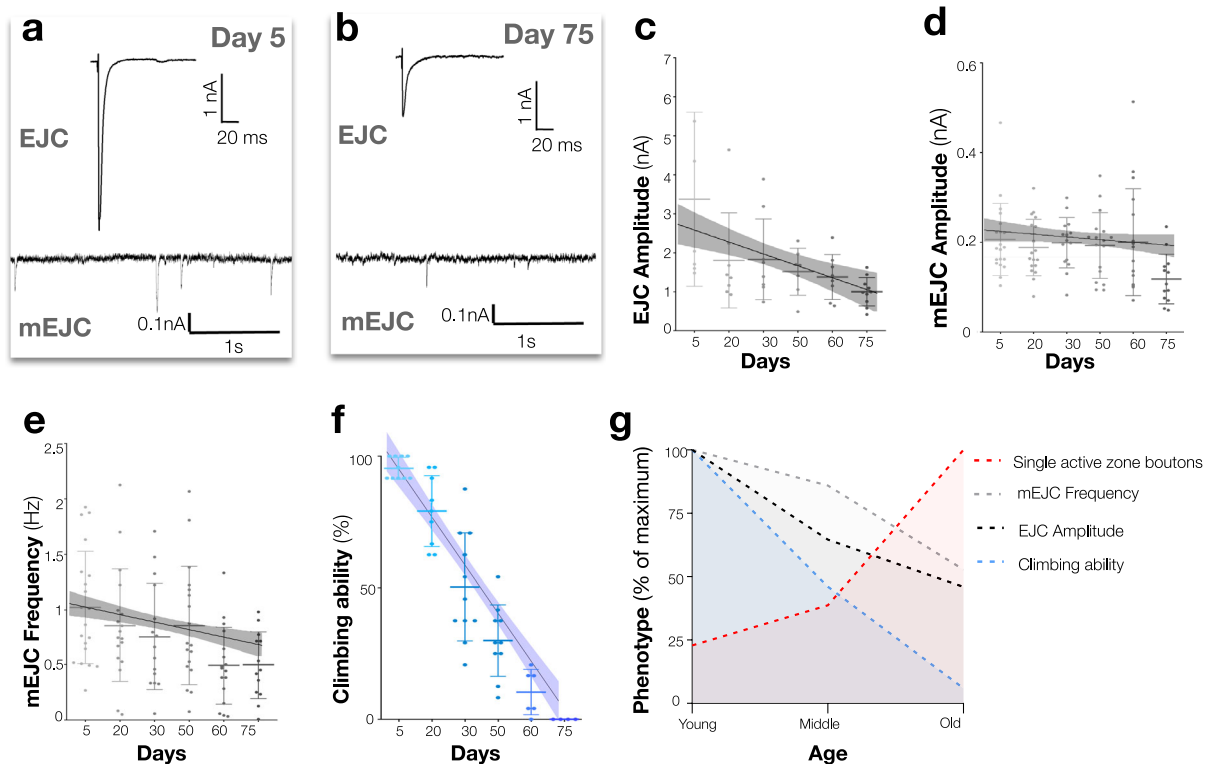 a
Day 5
EJC
1 nA
20 ms
mEJC
0.1nA
1s
b
Day 75
EJC
1 nA
20 ms
mEJC
0.1nA
1s
c
EJC Amplitude (nA)
7
6
5
4
3
2
1
0
5 20 30 50 60 75
Days
d
mEJC Amplitude (nA)
0.6
0.4
0.2
0
5 20 30 50 60 75
Days
e
mEJC Frequency (Hz)
2.5
2
1.5
1
0.5
0
5 20 30 50 60 75
Days
f
Climbing ability (%)
100
50
0
5 20 30 50 60 75
Days
g
Phenotype (% of maximum)
100
75
50
25
0
Young Middle Old
Age
Single activa zone boutons
mEJC Frequency
EJC Amplitude
Climbing ability